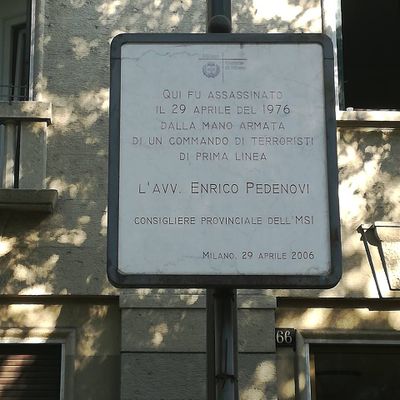 QUI FU ASSASSINATO
IL 29 APRILE DEL 1976
DALLA MANO ARMATA
DI UN COMMANDO DI TERRORISTI
DI PRIMA LINEA
L'AVV. ENRICO PEDENOVI
CONSIGLIERE PROVINCIALE DELL'MSI
MILANO, 29 APRILE 2006
66